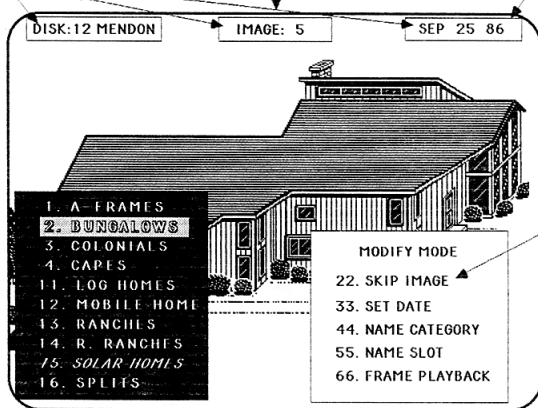 DISK:12 MENDON
IMAGE: 5
SEP 25 86
1. A-FRAMES
2. BUNGALOWS
3. COLONIALS
4. CAPES
11. LOG HOMES
12. MOBILE HOME
13. RANCHES
14. R. RANCHES
15. SOLAR HOMES
16. SPLITS
MODIFY MODE
22. SKIP IMAGE
33. SET DATE
44. NAME CATEGORY
55. NAME SLOT
66. FRAME PLAYBACK